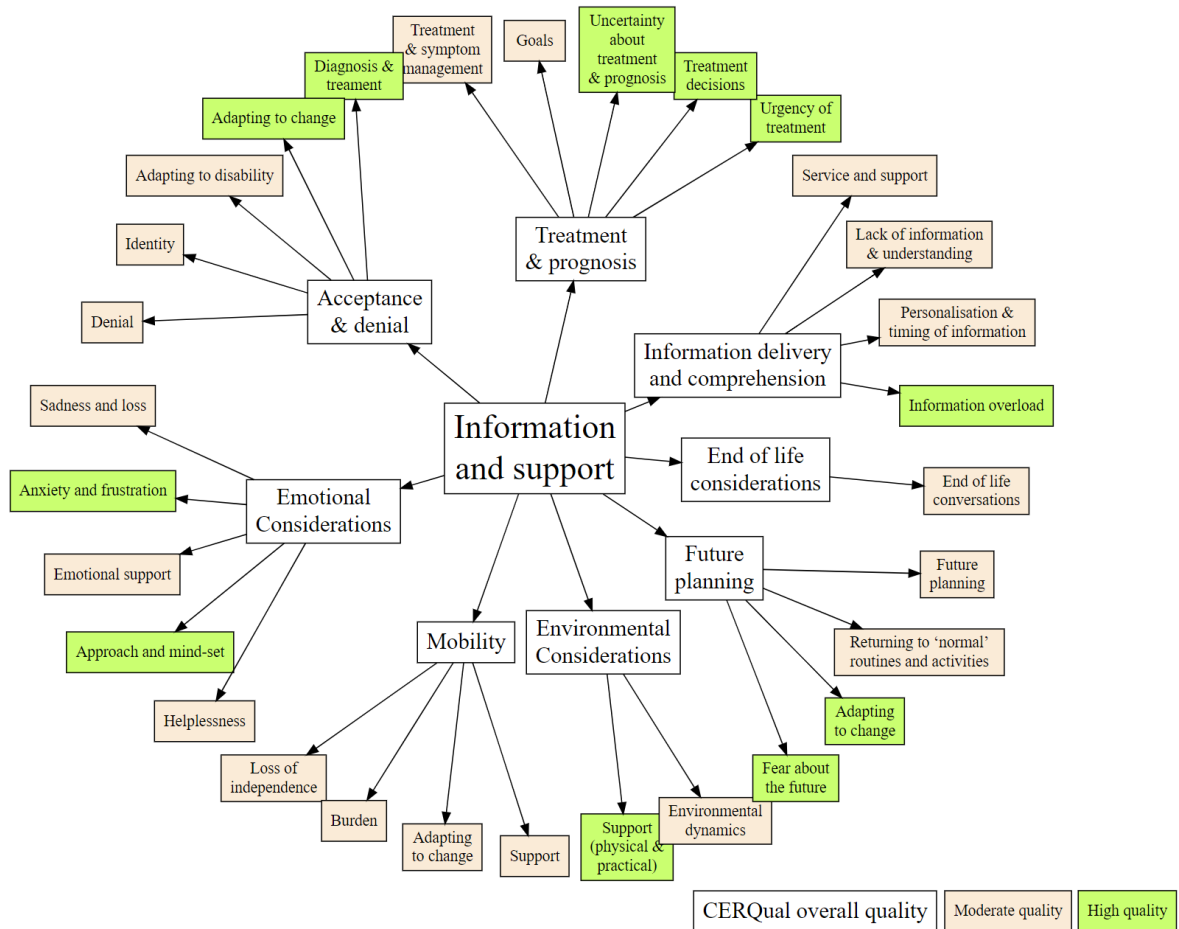 Treatment
& symptom
management
Goals
Uncertainty
about
treatment
& prognosis
Treatment
decisions
Urgency of
treatment
Diagnosis &
treament
Adapting to change
Adapting to disability
Identity
Denial
Acceptance
& denial
Treatment
& prognosis
Service and support
Lack of information
& understanding
Personalisation &
timing of information
Information overload
Information delivery
and comprehension
Information
and support
End of life
considerations
End of life
conversations
Sadness and loss
Anxiety and frustration
Emotional support
Approach and mind-set
Helplessness
Emotional
Considerations
Mobility
Loss of
independence
Burden
Adapting
to change
Support
Environmental
Considerations
Support
(physical &
practical)
Environmental
dynamics
Future
planning
Future
planning
Returning to ‘normal’
routines and activities
Adapting
to change
Fear about
the future
CERQual overall quality
Moderate quality
High quality